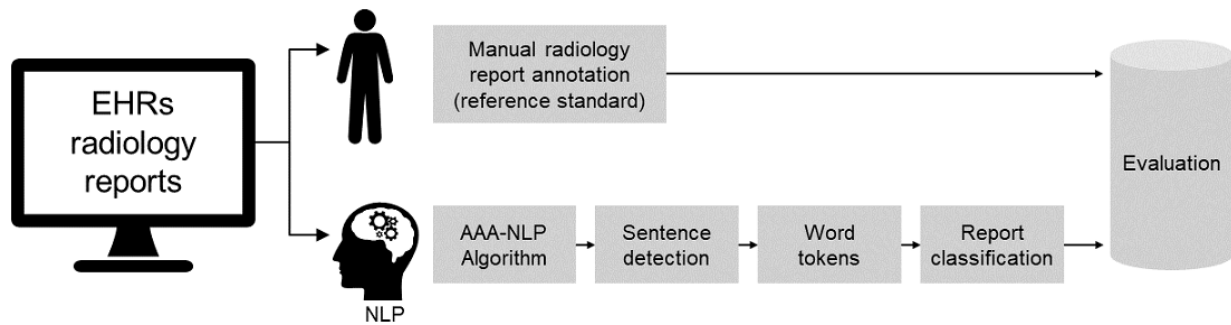 EHRs
radiology
reports
Manual radiology
report annotation
(reference standard)
Evaluation
NLP
AAA-NLP
Algorithm
Sentence
detection
Word
tokens
Report
classification